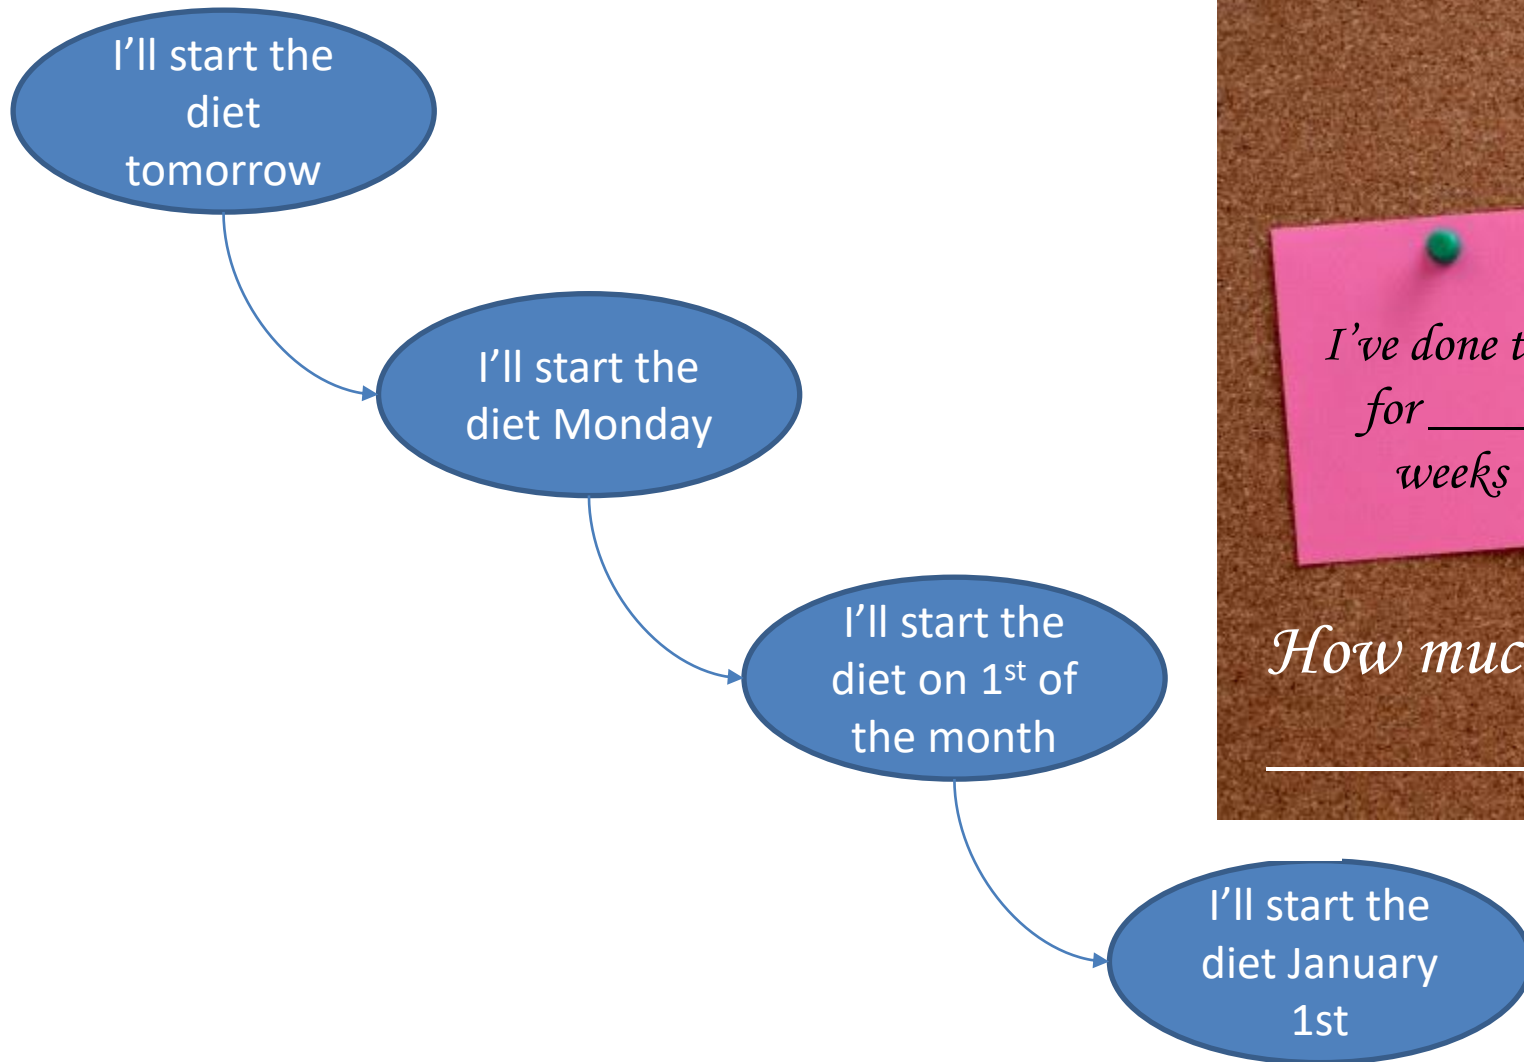 I’ll start the
diet
tomorrow
I’ll start the
diet Monday
I’ll start the
diet on 1st of
the month
I’ll start the
diet January
1st
I’ve done
for ______
weeks
How